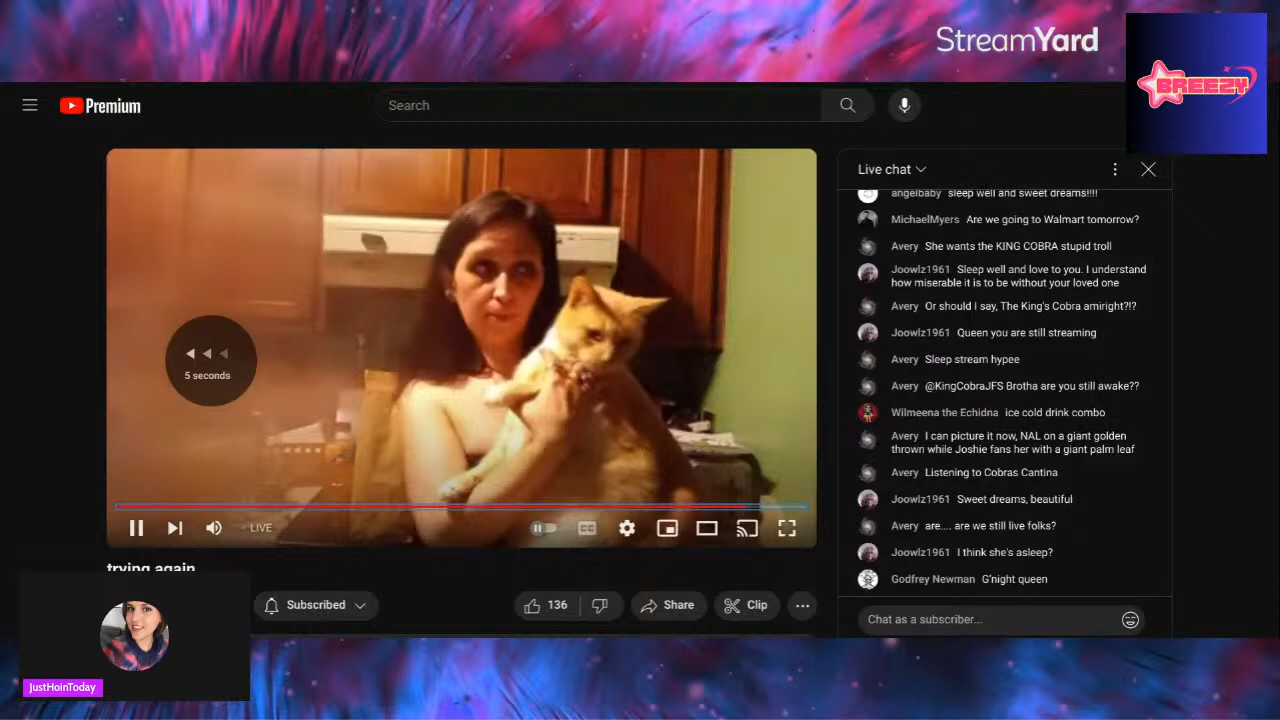 StreamYard
BREEZY
Premium
Search
Live chat
angelbaby sleep well and sweet dreams!!!!
MichaelMyers Are we going to Walmart tomorrow?
Avery She wants the KING COBRA stupid troll
Joowlz1961 Sleep well and love to you. I understand
how miserable it is to be without your loved one
Avery Or should I say, The King's Cobra amiright?!?
Joowlz1961 Queen you are still streaming
Avery Sleep stream hypee
Avery @KingCobraJFS Brotha are you still awake??
Wilmeena the Echidna ice cold drink combo
Avery I can picture it now, NAL on a giant golden
thrown while Joshie fans her with a giant palm leaf
Avery Listening to Cobras Cantina
Joowlz1961 Sweet dreams, beautiful
Avery are.... are we still live folks?
Joowlz1961 I think she's asleep?
Godfrey Newman G'night queen
Chat as a subscriber...
5 seconds
LIVE
CC
trying again
Subscribed
136
Share
Clip
JustHoinToday